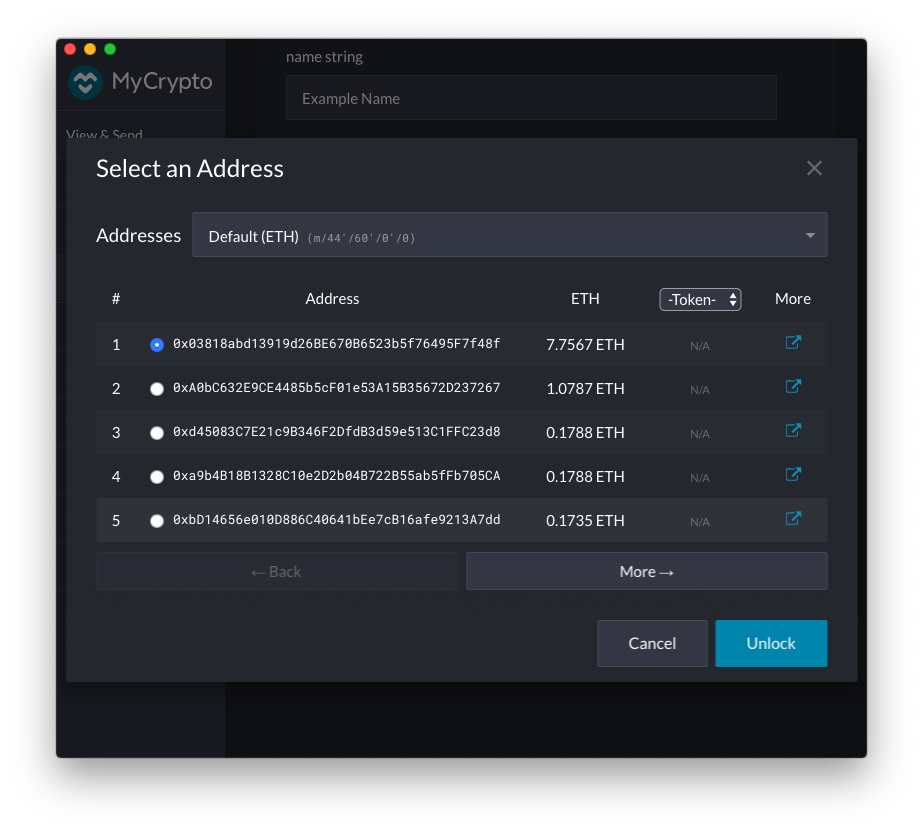 MyCrypto
name string
Example Name
View & Send
Select an Address
Addresses Default (ETH) (m/44'/60'/0'/0)
# Address ETH -Token- More
1 0x03818abd13919d26BE670B6523b5f76495F7f48f 7.7567 ETH N/A
2 0xA0bC632E9CE4485b5cF01e53A15B35672D237267 1.0787 ETH N/A
3 0xd45083C7E21c9B346F2DfdB3d59e513C1FFC23d8 0.1788 ETH N/A
4 0xa9b4B18B1328C10e2D2b04B722B55ab5fFb705CA 0.1788 ETH N/A
5 0xbD14656e010D886C40641bEe7cB16afe9213A7dd 0.1735 ETH N/A
← Back More →
Cancel Unlock